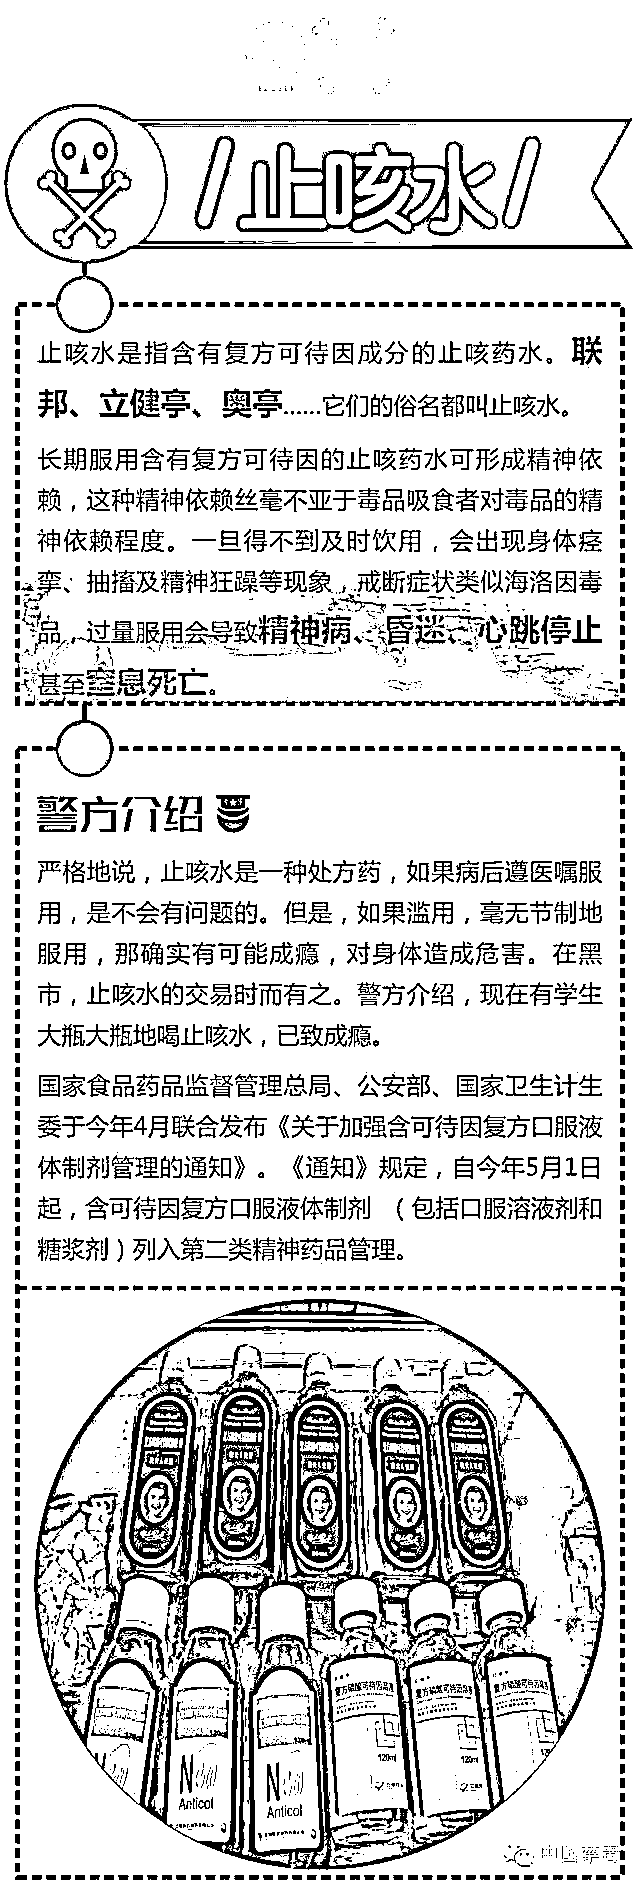 止咳水
止咳水是指含有复方可待因成分的止咳药水。联
邦、立健亭、奥亭......它们的俗名都叫止咳水。
长期服用含有复方可待因的止咳药水可形成精神依
赖，这种精神依赖丝毫不亚于毒品吸食者对毒品的精
神依赖程度。一旦得不到及时饮用，会出现身体痉
挛、抽搐及精神狂躁等现象，戒断症状类似海洛因毒
品，过量服用会导致精神病、昏迷、心跳停止
甚至窒息死亡。
警方介绍
严格地说，止咳水是一种处方药，如果病后遵医嘱服
用，是不会有问题的。但是，如果滥用，毫无节制地
服用，那确实有可能成瘾，对身体造成危害。在黑
市，止咳水的交易时而有之。警方介绍，现在有学生
大瓶大瓶地喝止咳水，已致成瘾。
国家食品药品监督管理总局、公安部、国家卫生计生
委于今年4月联合发布《关于加强含可待因复方口服液
体制剂管理的通知》。《通知》规定，自今年5月1日
起，含可待因复方口服液体制剂 （包括口服溶液剂和
糖浆剂）列入第二类精神药品管理。
复方磷酸可待因
复方磷酸可待因
120ml
120ml
Anticol
Anticol
中国禁毒